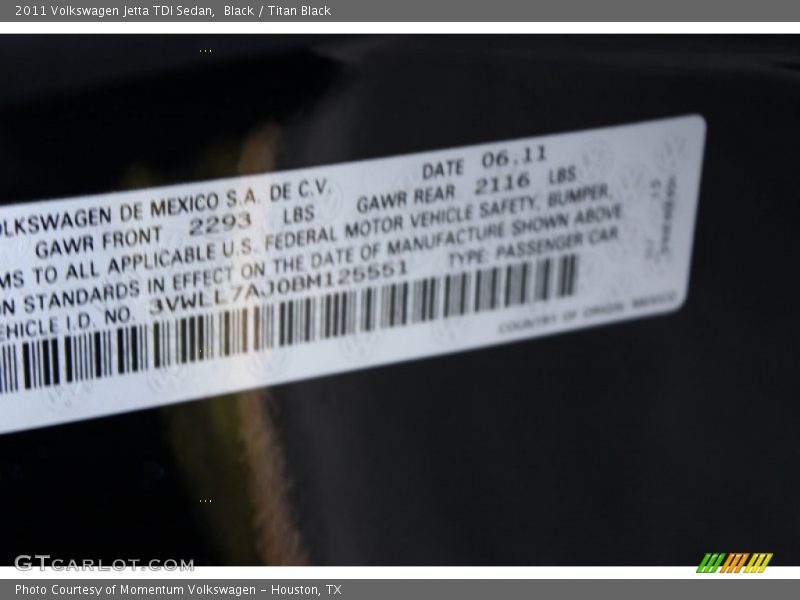 2011 Volkswagen Jetta TDI Sedan,  Black / Titan Black
OLKSWAGEN DE MEXICO S.A. DE C.V. DATE 06.11
GAWR FRONT 2293 LBS GAWR REAR 2116 LBS
MS TO ALL APPLICABLE U.S. FEDERAL MOTOR VEHICLE SAFETY, BUMPER,
ON STANDARDS IN EFFECT ON THE DATE OF MANUFACTURE SHOWN ABOVE
EHICLE I.D. NO. 3VWLL7AJ0BM125551 TYPE: PASSENGER CAR
COUNTRY OF ORIGIN MEXICO
GTCARLOT.COM
Photo Courtesy of Momentum Volkswagen – Houston, TX